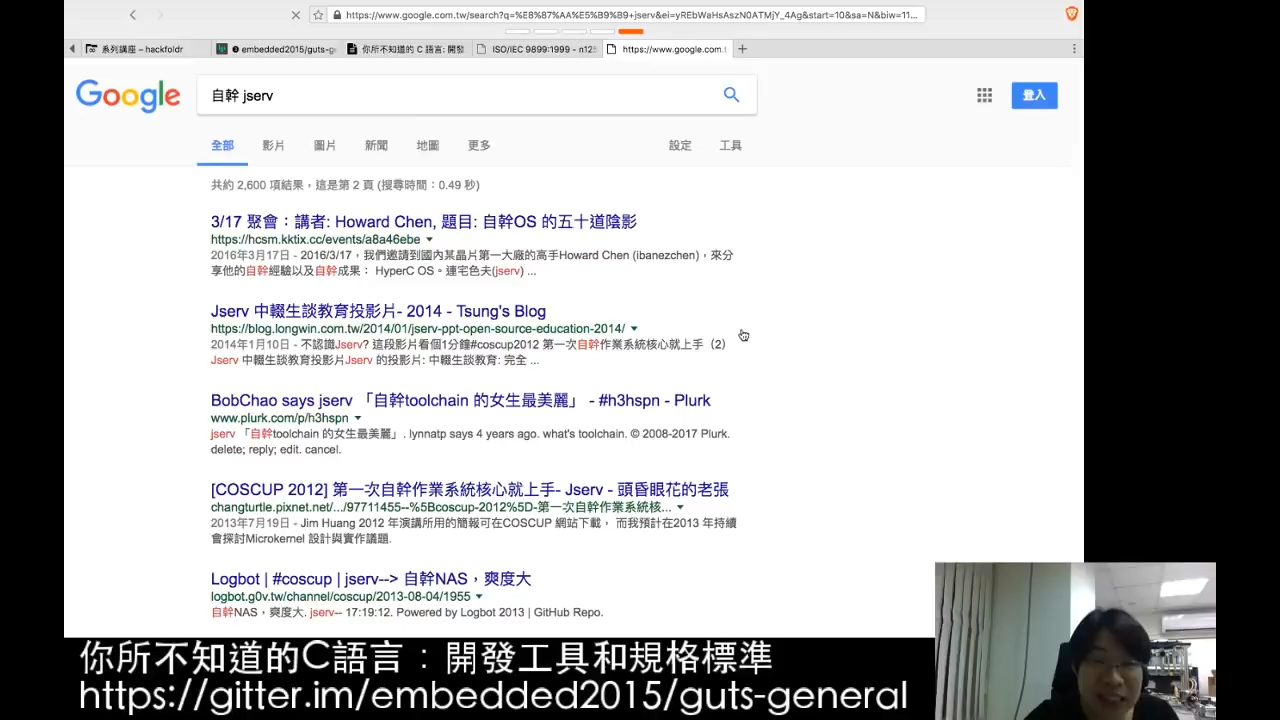 https://www.google.com.tw/search?q=%E8%87%AA%E5%B9%B9+jserv&ei=yREbWaHsAszN0ATMjY_4Ag&start=10&sa=N&biw=11...
系列講座 – hackfoldr
embedded2015/guts-g
你所不知道的 C 語言: 開發
ISO/IEC 9899:1999 - n125
https://www.google.com.t
Google
自幹 jserv
登入
全部 影片 圖片 新聞 地圖 更多 設定 工具
共約 2,600 項結果，這是第 2 頁 (搜尋時間：0.49 秒)
3/17 聚會：講者: Howard Chen, 題目: 自幹OS 的五十道陰影
https://hcsm.kktix.cc/events/a8a46ebe
2016年3月17日 - 2016/3/17，我們邀請到國內某晶片第一大廠的高手Howard Chen (ibanezchen)，來分
享他的自幹經驗以及自幹成果： HyperC OS。連宅色夫(jserv) ...
Jserv 中輟生談教育投影片- 2014 - Tsung's Blog
https://blog.longwin.com.tw/2014/01/jserv-ppt-open-source-education-2014/
2014年1月10日 - 不認識Jserv? 這段影片看個1分鐘#coscup2012 第一次自幹作業系統核心就上手（2）
Jserv 中輟生談教育投影片Jserv 的投影片: 中輟生談教育: 完全 ...
BobChao says jserv 「自幹toolchain 的女生最美麗」 - #h3hspn - Plurk
www.plurk.com/p/h3hspn
jserv 「自幹toolchain 的女生最美麗」. lynnatp says 4 years ago. what's toolchain. © 2008-2017 Plurk.
delete; reply; edit. cancel.
[COSCUP 2012] 第一次自幹作業系統核心就上手- Jserv - 頭昏眼花的老張
changturtle.pixnet.net/.../97711455--%5Bcoscup-2012%5D-第一次自幹作業系統核...
2013年7月19日 - Jim Huang 2012 年演講所用的簡報可在COSCUP 網站下載， 而我預計在2013 年持續
會探討Microkernel 設計與實作議題.
Logbot | #coscup | jserv--> 自幹NAS，爽度大
logbot.g0v.tw/channel/coscup/2013-08-04/1955
自幹NAS，爽度大. jserv-- 17:19:12. Powered by Logbot 2013 | GitHub Repo.
你所不知道的C語言：開發工具和規格標準
https://gitter.im/embedded2015/guts-general